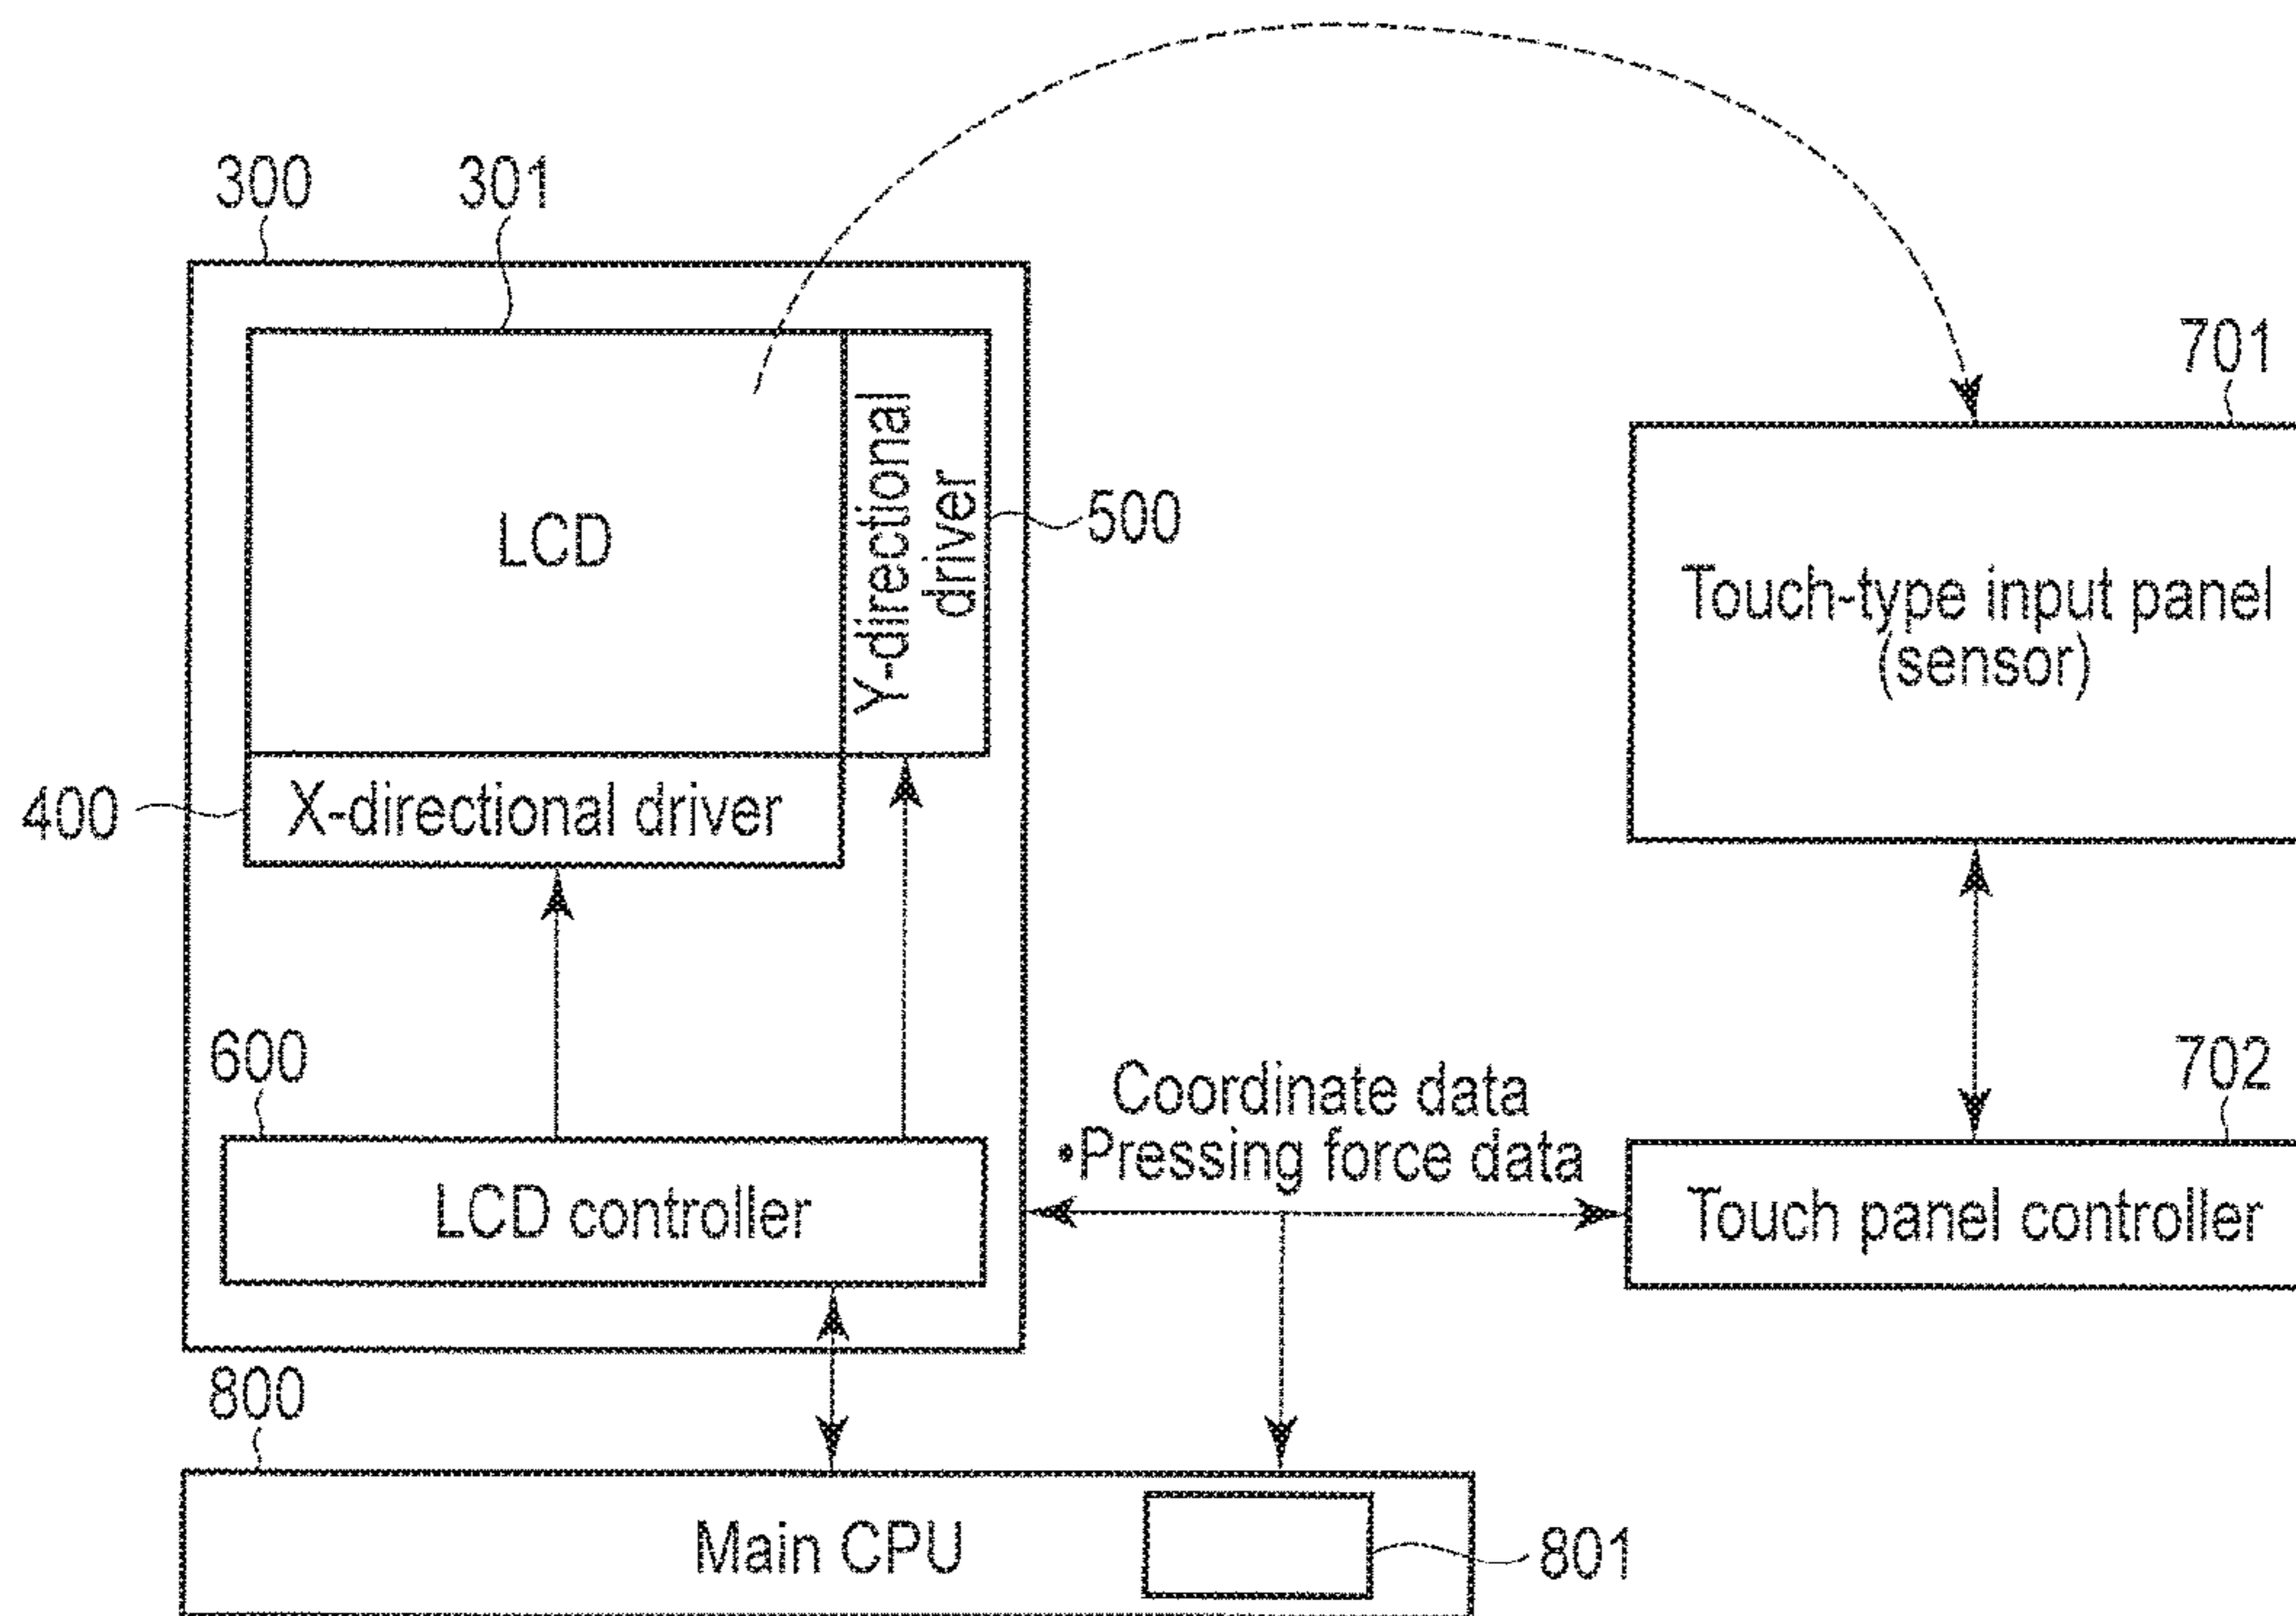 300
301
701
LCD
Y-directional
driver
500
Touch-type input panel
(sensor)
400
X-directional driver
600
702
Coordinate data
•Pressing force data
LCD controller
Touch panel controller
800
Main CPU
801